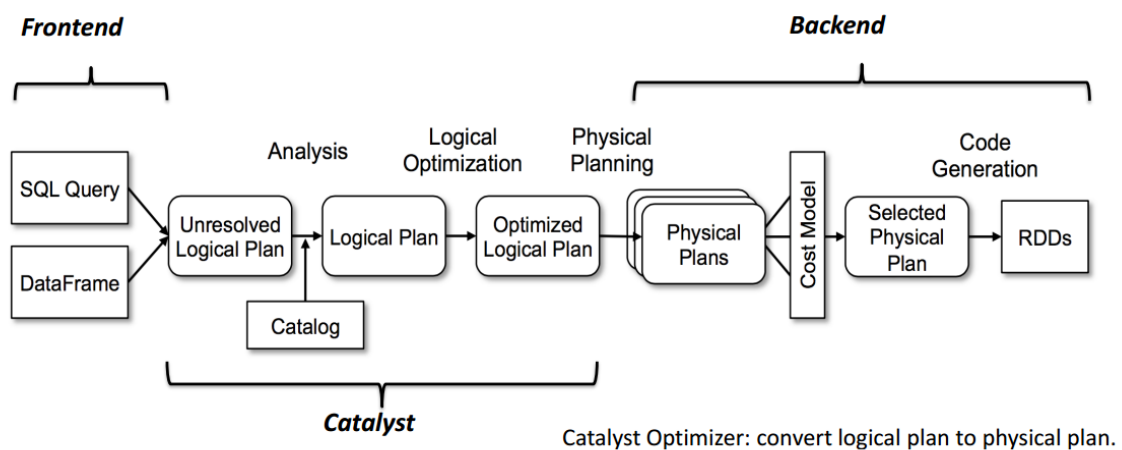 Frontend
Backend
Analysis
Logical
Optimization
Physical
Planning
Code
Generation
SQL Query
DataFrame
Unresolved
Logical Plan
Logical Plan
Optimized
Logical Plan
Physical
Plans
Cost Model
Selected
Physical
Plan
RDDs
Catalog
Catalyst
Catalyst Optimizer: convert logical plan to physical plan.